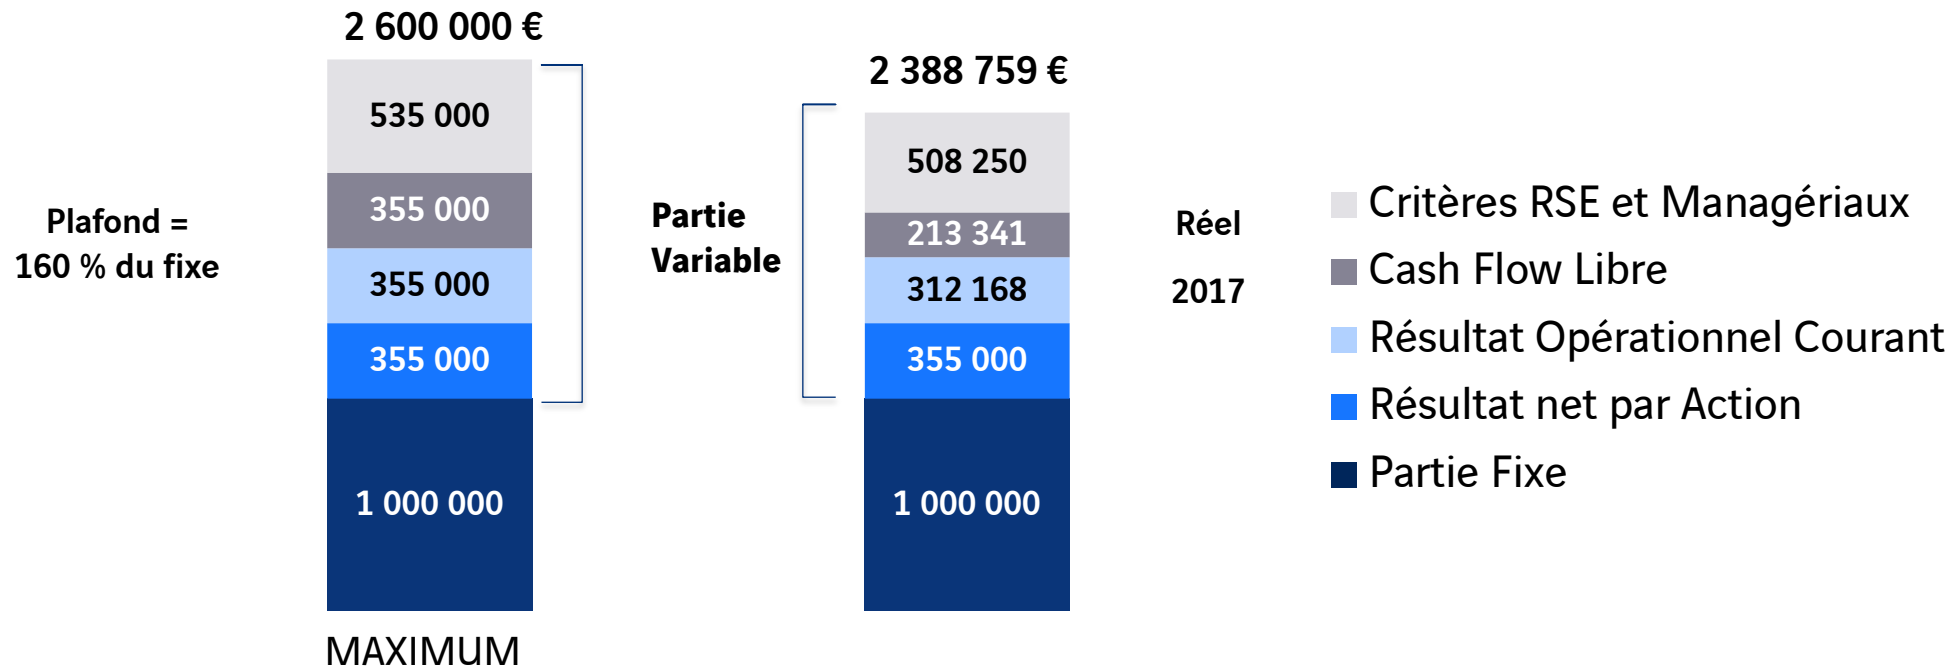 2 600 000 €
535 000
355 000
355 000
355 000
1 000 000
MAXIMUM
Plafond =
160 % du fixe
Partie
Variable
2 388 759 €
508 250
213 341
312 168
355 000
1 000 000
Réel
2017
Critères RSE et Managériaux
Cash Flow Libre
Résultat Opérationnel Courant
Résultat net par Action
Partie Fixe